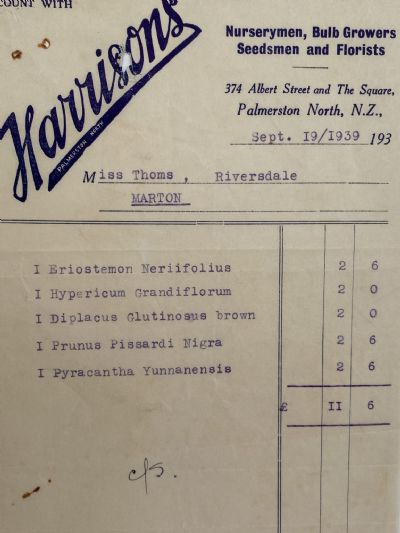 COUNT WITH
Harrisons
PALMERSTON NORTH
Nurserymen, Bulb Growers
Seedsmen and Florists
374 Albert Street and The Square,
Palmerston North, N.Z.,
Sept. 19/1939 193
Miss Thoms, Riversdale
MARTON
I Eriostemon Neriifolius 2 6
I Hypericum Grandiflorum 2 0
I Diplacus Glutinosus brown 2 0
I Prunus Pissardi Nigra 2 6
I Pyracantha Yunnanensis 2 6
£ II 6